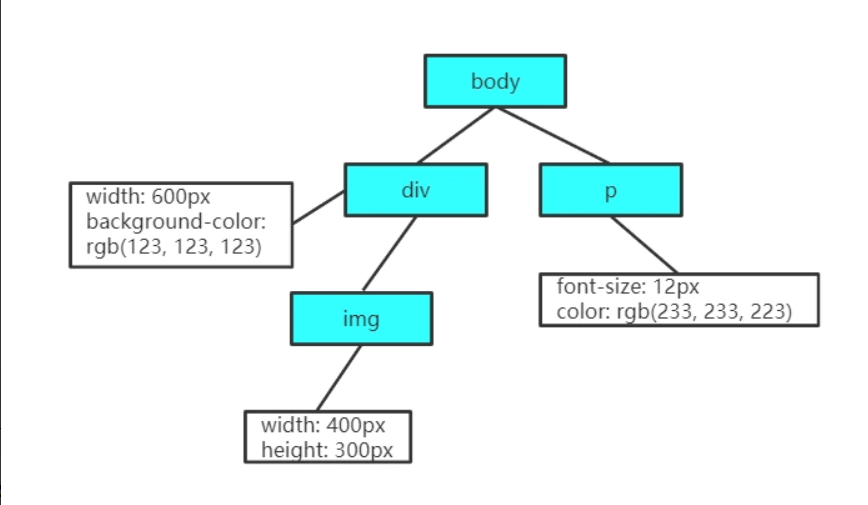 body
div
p
width: 600px
background-color:
rgb(123, 123, 123)
font-size: 12px
color: rgb(233, 233, 223)
img
width: 400px
height: 300px